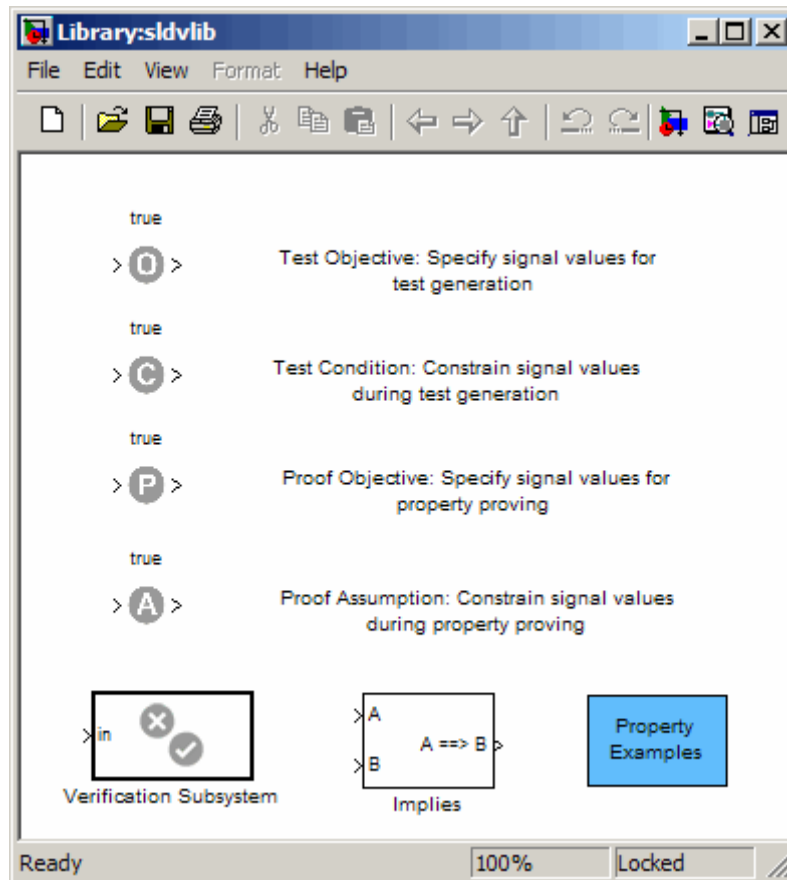 Library:sldvlib
File Edit View Format Help
true
O
Test Objective: Specify signal values for
test generation
true
C
Test Condition: Constrain signal values
during test generation
true
P
Proof Objective: Specify signal values for
property proving
true
A
Proof Assumption: Constrain signal values
during property proving
in
Verification Subsystem
A
A ==> B
B
Implies
Property
Examples
Ready 100% Locked